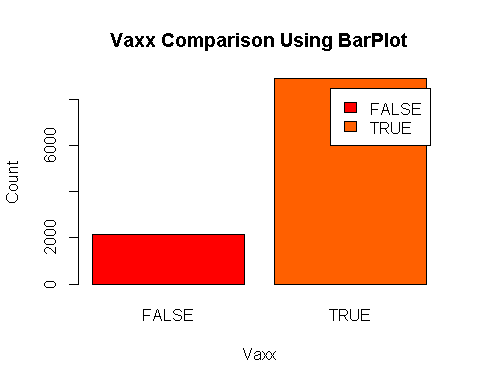 Vaxx Comparison Using BarPlot
Count
6000
2000
0
FALSE
TRUE
FALSE
TRUE
Vaxx